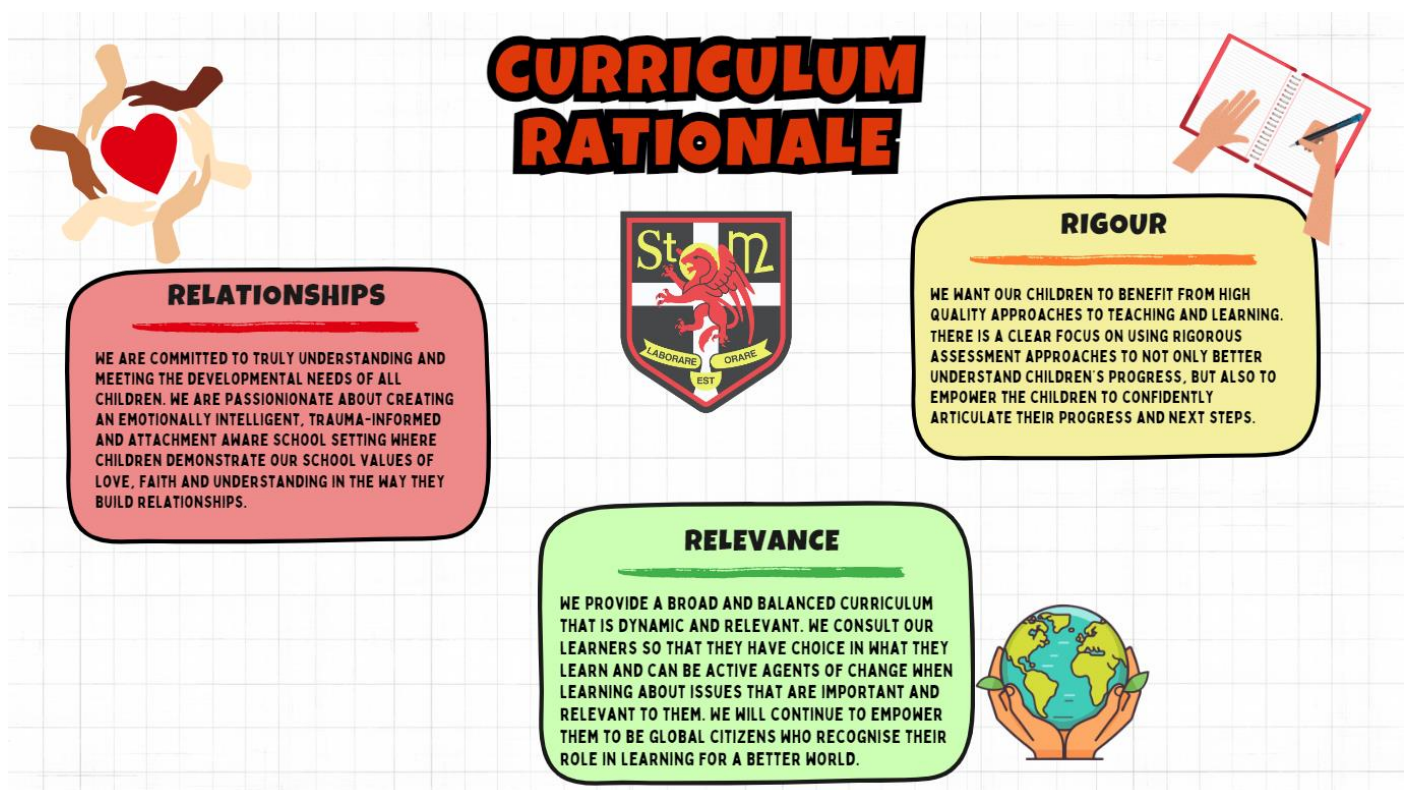 CURRICULUM
RATIONALE
St M
LABORARE
EST
ORARE
RELATIONSHIPS
WE ARE COMMITTED TO TRULY UNDERSTANDING AND
MEETING THE DEVELOPMENTAL NEEDS OF ALL
CHILDREN. WE ARE PASSIONIONATE ABOUT CREATING
AN EMOTIONALLY INTELLIGENT, TRAUMA-INFORMED
AND ATTACHMENT AWARE SCHOOL SETTING WHERE
CHILDREN DEMONSTRATE OUR SCHOOL VALUES OF
LOVE, FAITH AND UNDERSTANDING IN THE WAY THEY
BUILD RELATIONSHIPS.
RIGOUR
WE WANT OUR CHILDREN TO BENEFIT FROM HIGH
QUALITY APPROACHES TO TEACHING AND LEARNING.
THERE IS A CLEAR FOCUS ON USING RIGOROUS
ASSESSMENT APPROACHES TO NOT ONLY BETTER
UNDERSTAND CHILDREN'S PROGRESS, BUT ALSO TO
EMPOWER THE CHILDREN TO CONFIDENTLY
ARTICULATE THEIR PROGRESS AND NEXT STEPS.
RELEVANCE
WE PROVIDE A BROAD AND BALANCED CURRICULUM
THAT IS DYNAMIC AND RELEVANT. WE CONSULT OUR
LEARNERS SO THAT THEY HAVE CHOICE IN WHAT THEY
LEARN AND CAN BE ACTIVE AGENTS OF CHANGE WHEN
LEARNING ABOUT ISSUES THAT ARE IMPORTANT AND
RELEVANT TO THEM. WE WILL CONTINUE TO EMPOWER
THEM TO BE GLOBAL CITIZENS WHO RECOGNISE THEIR
ROLE IN LEARNING FOR A BETTER WORLD.